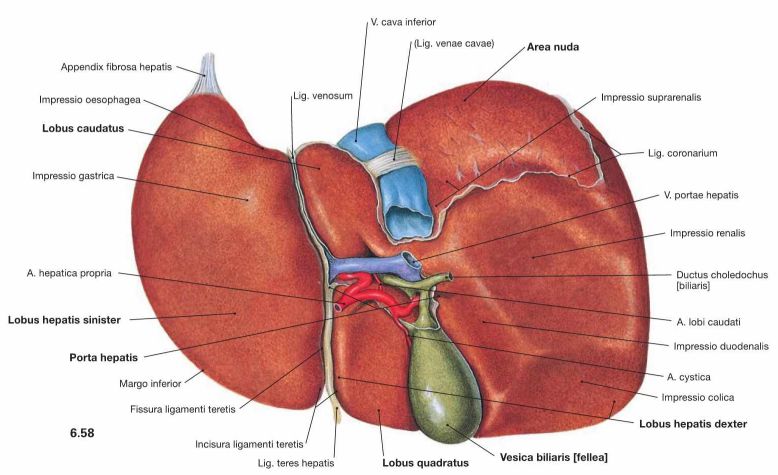 V. cava inferior
(Lig. venae cavae)
Area nuda
Appendix fibrosa hepatis
Impressio oesophagea
Lig. venosum
Impressio suprarenalis
Lobus caudatus
Lig. coronarium
Impressio gastrica
V. portae hepatis
Impressio renalis
A. hepatica propria
Ductus choledochus
[biliaris]
Lobus hepatis sinister
A. lobi caudati
Impressio duodenalis
Porta hepatis
A. cystica
Margo inferior
Impressio colica
Fissura ligamenti teretis
Lobus hepatis dexter
6.58
Incisura ligamenti teretis
Vesica biliaris [fellea]
Lig. teres hepatis
Lobus quadratus